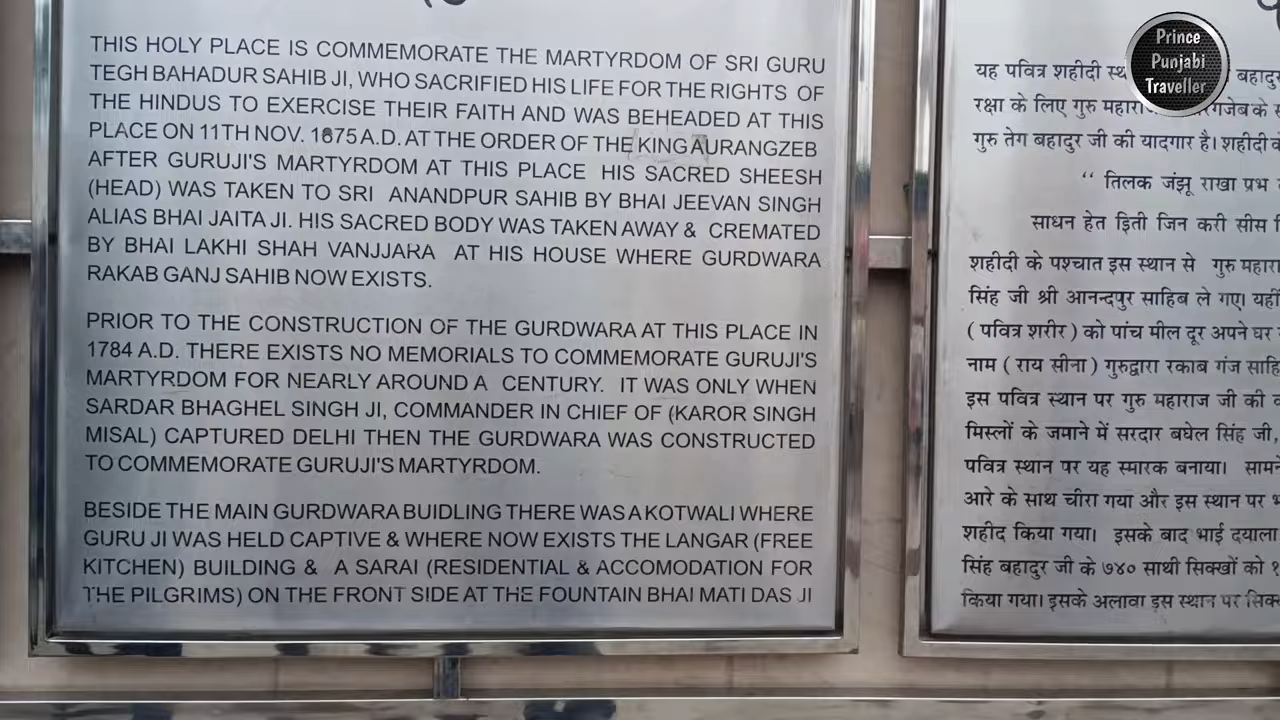 THIS HOLY PLACE IS COMMEMORATE THE MARTYRDOM OF SRI GURU
TEGH BAHADUR SAHIB JI, WHO SACRIFIED HIS LIFE FOR THE RIGHTS OF
THE HINDUS TO EXERCISE THEIR FAITH AND WAS BEHEADED AT THIS
PLACE ON 11TH NOV. 1675 A.D. AT THE ORDER OF THE KING AURANGZEB
AFTER GURUJI'S MARTYRDOM AT THIS PLACE HIS SACRED SHEESH
(HEAD) WAS TAKEN TO SRI ANANDPUR SAHIB BY BHAI JEEVAN SINGH
ALIAS BHAI JAITA JI. HIS SACRED BODY WAS TAKEN AWAY & CREMATED
BY BHAI LAKHI SHAH VANJJARA AT HIS HOUSE WHERE GURDWARA
RAKAB GANJ SAHIB NOW EXISTS.
PRIOR TO THE CONSTRUCTION OF THE GURDWARA AT THIS PLACE IN
1784 A.D. THERE EXISTS NO MEMORIALS TO COMMEMORATE GURUJI'S
MARTYRDOM FOR NEARLY AROUND A CENTURY. IT WAS ONLY WHEN
SARDAR BHAGHEL SINGH JI, COMMANDER IN CHIEF OF (KAROR SINGH
MISAL) CAPTURED DELHI THEN THE GURDWARA WAS CONSTRUCTED
TO COMMEMORATE GURUJI'S MARTYRDOM.
BESIDE THE MAIN GURDWARA BUIDLING THERE WAS A KOTWALI WHERE
GURU JI WAS HELD CAPTIVE & WHERE NOW EXISTS THE LANGAR (FREE
KITCHEN) BUILDING & A SARAI (RESIDENTIAL & ACCOMODATION FOR
THE PILGRIMS) ON THE FRONT SIDE AT THE FOUNTAIN BHAI MATI DAS JI
Prince
Punjabi
Traveller
यह पवित्र शहीदी
रक्षा के लिए गुरु
गुरु तेग बहादुर जी की यादगार है। शहीदी
“ तिलक जंझू राखा प्रभ
साधन हेत इिती जिन करी सीस
शहीदी के पश्चात इस स्थान से गुरु
सिंह जी श्री आनन्दपुर साहिब ले गए। यहीं
( पवित्र शरीर ) को पांच मील दूर अपने घर
नाम ( राय सीना ) गुरुद्वारा रकाब गंज
इस पवित्र स्थान पर गुरु महाराज जी की
मिस्लों के जमाने में सरदार बघेल सिंह जी,
पवित्र स्थान पर यह स्मारक बनाया।
आरे के साथ चीरा गया और इस स्थान पर
शहीद किया गया। इसके बाद भाई दयाला
सिंह बहादुर जी के ७४० साथी सिक्खों को
किया गया। इसके अलावा इस स्थान पर